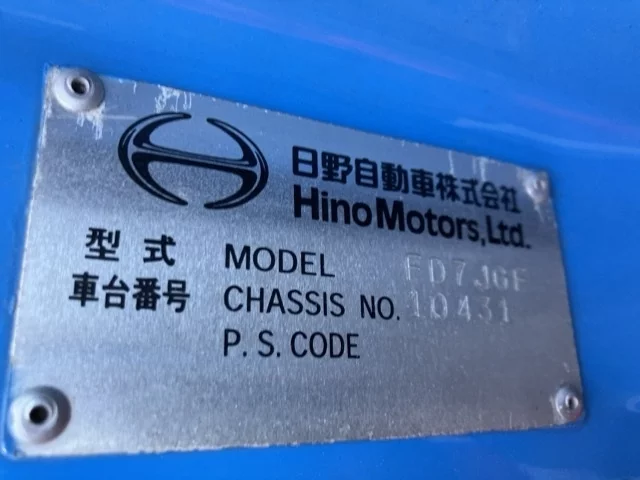 日野自動車株式会社
Hino Motors, Ltd.
型式 MODEL FD7JGF
車台番号 CHASSIS NO. 10431
P.S.CODE